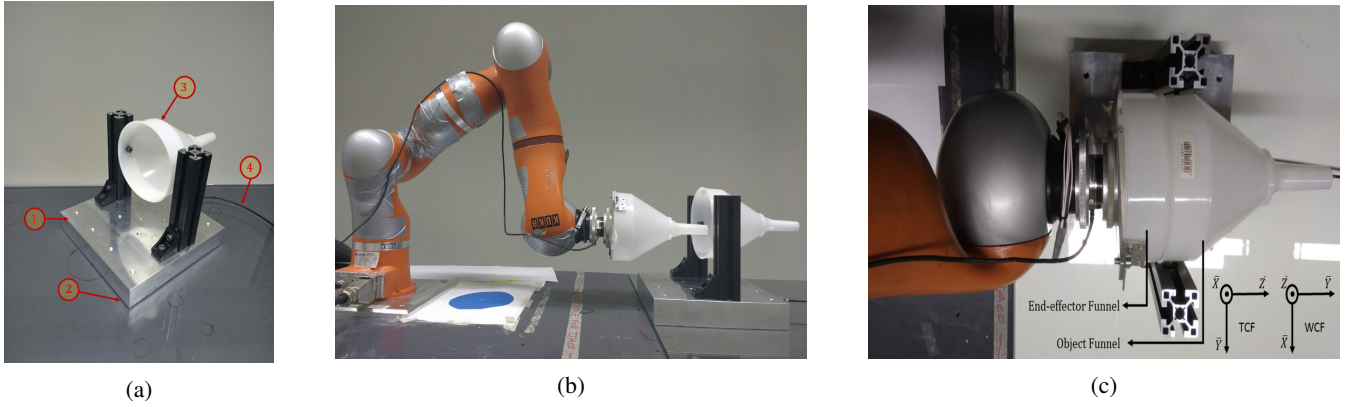 3
4
1
2
(a)
KUKA
(b)
End-effector Funnel
Object Funnel
X̄ Z̄ TCF Ȳ
Z̄ Ȳ WCF X̄
(c)